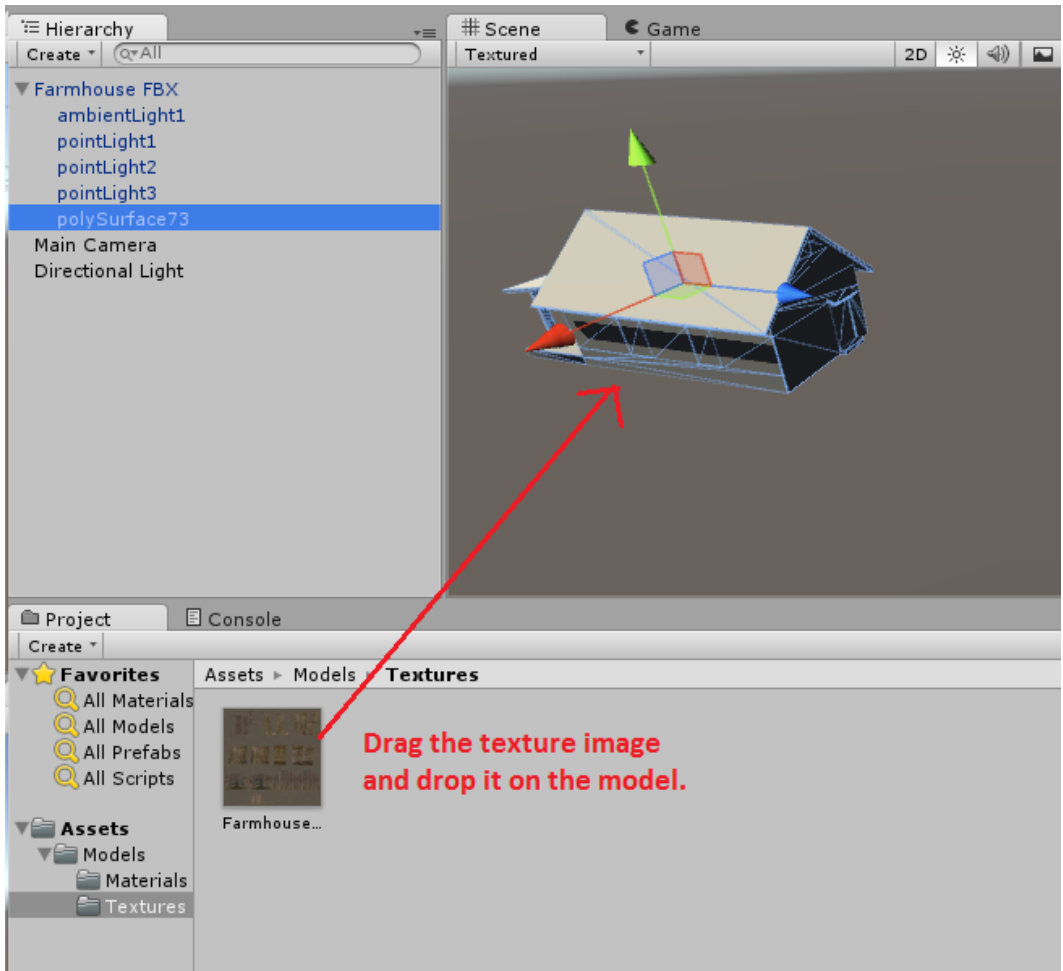 Hierarchy
Create All
Farmhouse FBX
ambientLight1
pointLight1
pointLight2
pointLight3
polySurface73
Main Camera
Directional Light
Scene Game
Textured 2D
Project Console
Create
Favorites
All Materials
All Models
All Prefabs
All Scripts
Assets
Models
Materials
Textures
Assets Models Textures
Drag the texture image
and drop it on the model.
Farmhouse...